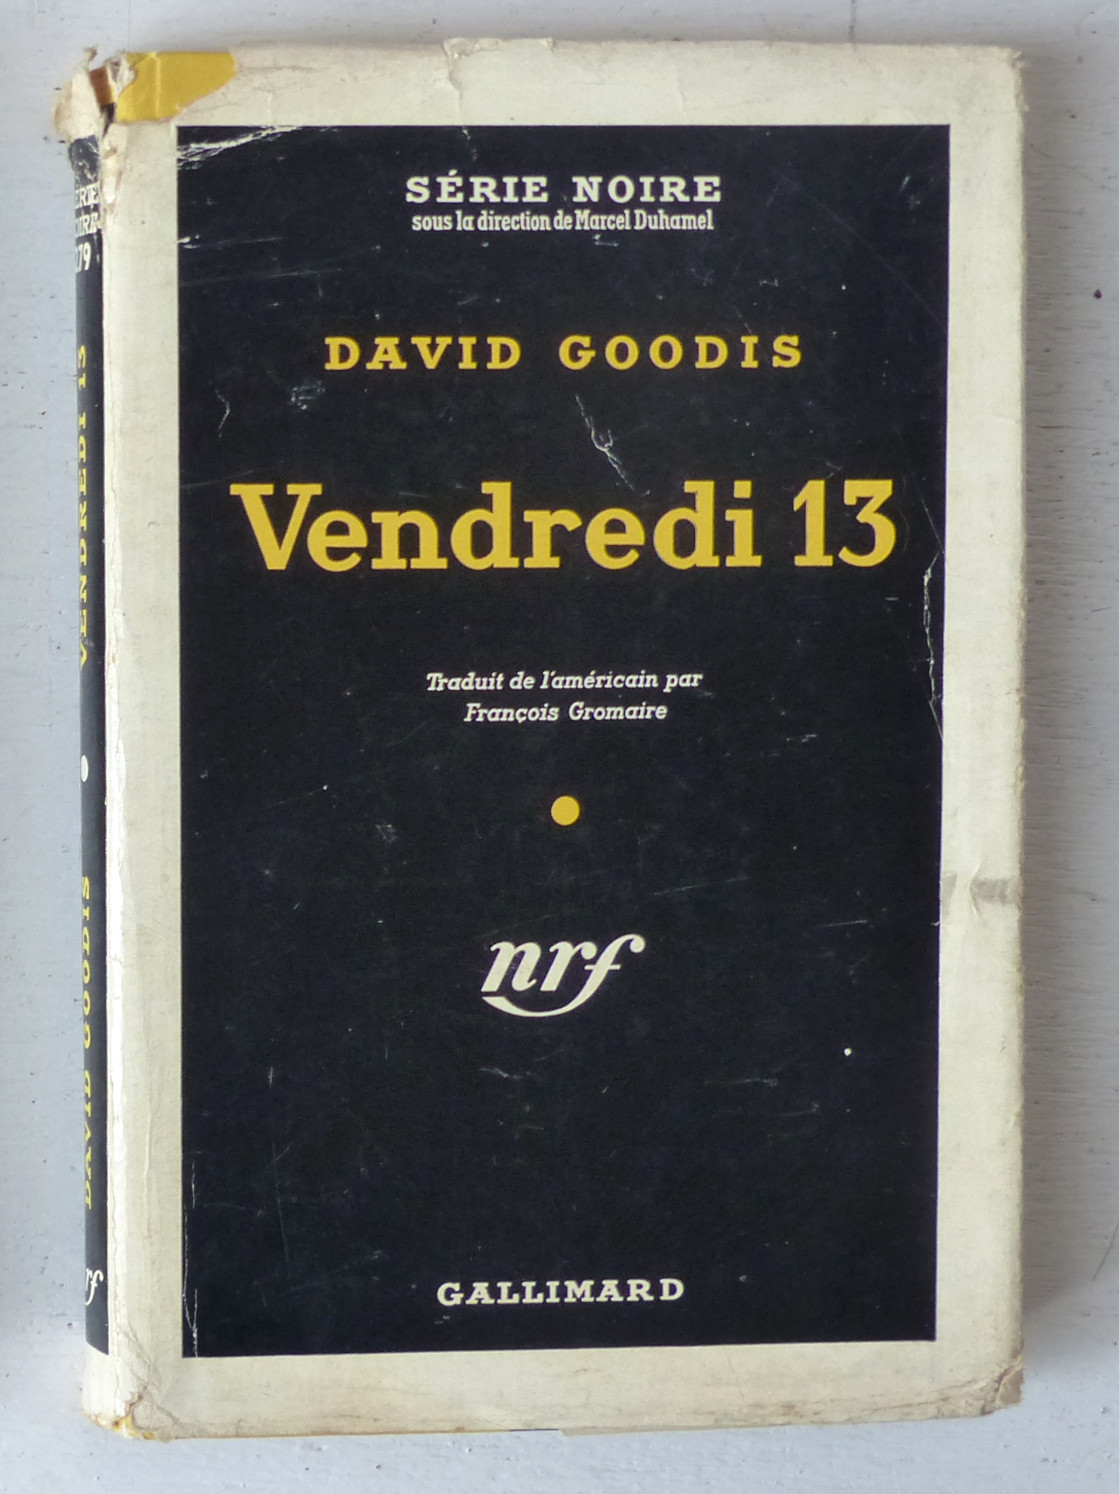 SÉRIE NOIRE
sous la direction de Marcel Duhamel
DAVID GOODIS
Vendredi 13
Traduit de l'américain par
François Gromaire
nrf
GALLIMARD
VENDREDI 13
DAVID GOODIS
nrf